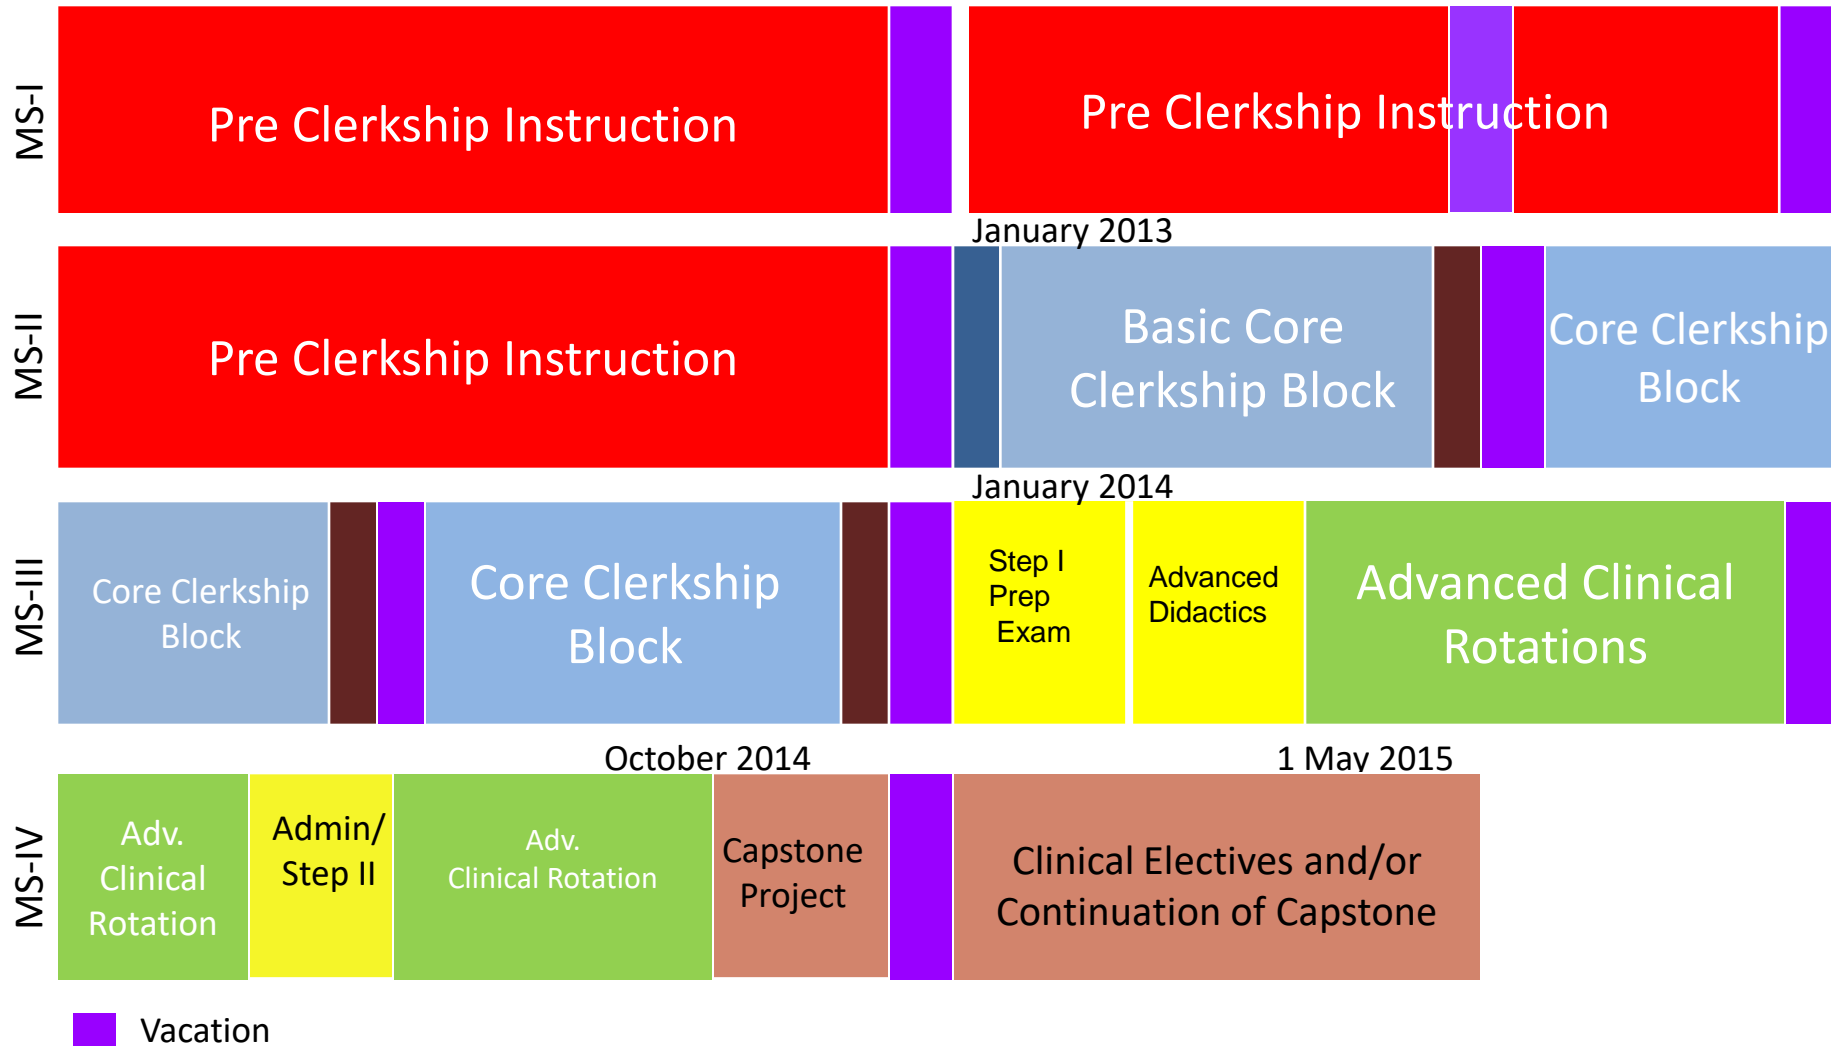 MS-I
Pre Clerkship Instruction
Pre Clerkship Instruction
January 2013
MS-II
Pre Clerkship Instruction
Basic Core
Clerkship Block
Core Clerkship
Block
January 2014
MS-III
Core Clerkship
Block
Core Clerkship
Block
Step I
Prep
Exam
Advanced
Didactics
Advanced Clinical
Rotations
October 2014
1 May 2015
MS-IV
Adv.
Clinical
Rotation
Admin/
Step II
Adv.
Clinical Rotation
Capstone
Project
Clinical Electives and/or
Continuation of Capstone
Vacation